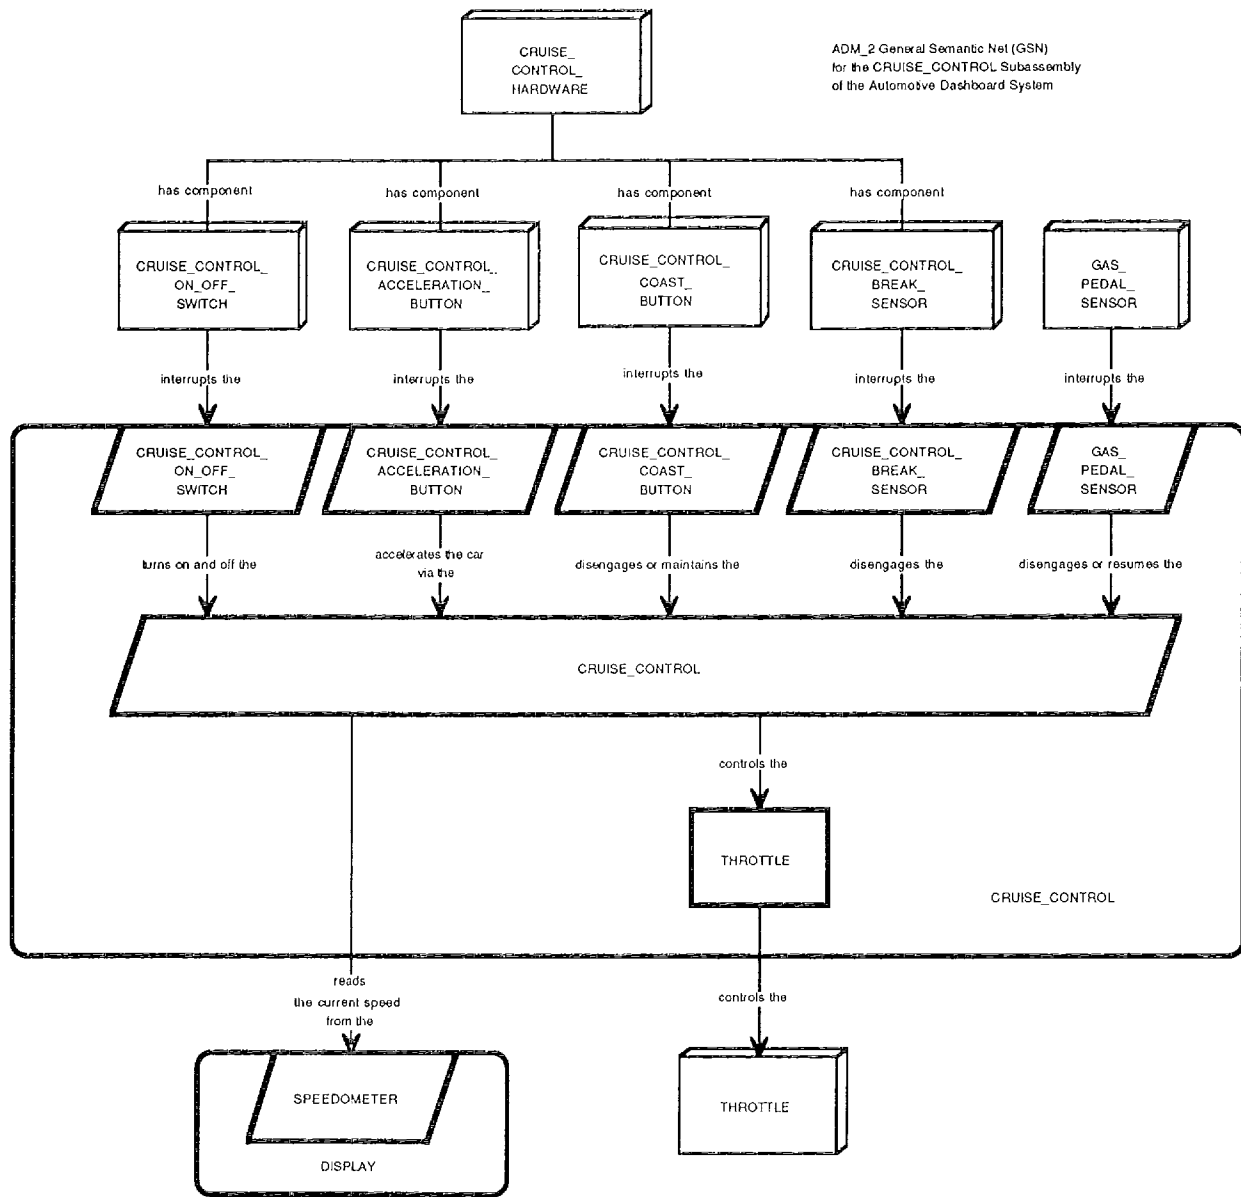 CRUISE_
CONTROL_
HARDWARE
ADM_2 General Semantic Net (GSN)
for the CRUISE_CONTROL Subassembly
of the Automotive Dashboard System
has component
has component
has component
has component
CRUISE_CONTROL_
ON_OFF_
SWITCH
CRUISE_CONTROL_
ACCELERATION_
BUTTON
CRUISE_CONTROL_
COAST_
BUTTON
CRUISE_CONTROL_
BREAK_
SENSOR
GAS_
PEDAL_
SENSOR
interrupts the
interrupts the
interrupts the
interrupts the
interrupts the
CRUISE_CONTROL_
ON_OFF_
SWITCH
CRUISE_CONTROL_
ACCELERATION_
BUTTON
CRUISE_CONTROL_
COAST_
BUTTON
CRUISE_CONTROL_
BREAK_
SENSOR
GAS_
PEDAL_
SENSOR
turns on and off the
accelerates the car
via the
disengages or maintains the
disengages the
disengages or resumes the
CRUISE_CONTROL
controls the
THROTTLE
CRUISE_CONTROL
reads
the current speed
from the
controls the
SPEEDOMETER
DISPLAY
THROTTLE